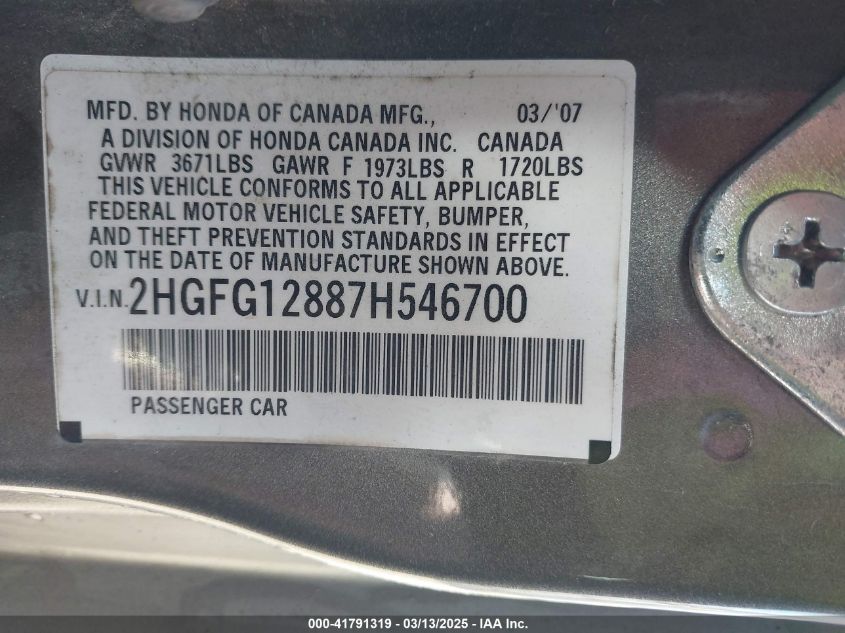 MFD. BY HONDA OF CANADA MFG., 03/'07
A DIVISION OF HONDA CANADA INC. CANADA
GVWR 3671LBS GAWR F 1973LBS R 1720LBS
THIS VEHICLE CONFORMS TO ALL APPLICABLE
FEDERAL MOTOR VEHICLE SAFETY, BUMPER,
AND THEFT PREVENTION STANDARDS IN EFFECT
ON THE DATE OF MANUFACTURE SHOWN ABOVE.
V.I.N. 2HGFG12887H546700
PASSENGER CAR
000-41791319 - 03/13/2025 - IAA Inc.